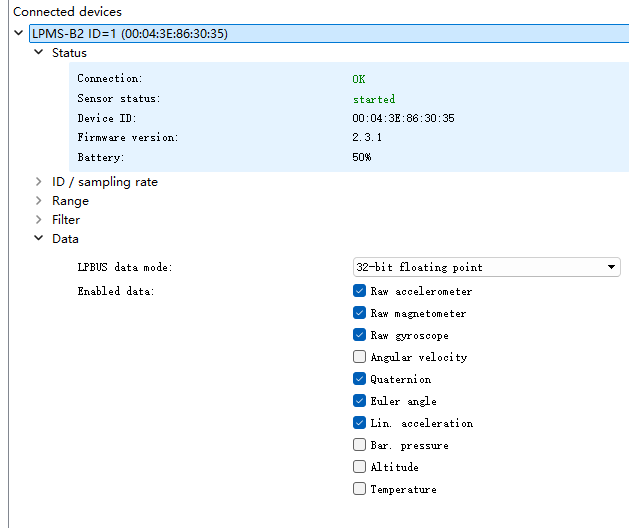 Connected devices
LPMS-B2 ID=1 (00:04:3E:86:30:35)
Status
Connection: OK
Sensor status: started
Device ID: 00:04:3E:86:30:35
Firmware version: 2.3.1
Battery: 50%
ID / sampling rate
Range
Filter
Data
LPBUS data mode: 32-bit floating point
Enabled data: Raw accelerometer
Raw magnetometer
Raw gyroscope
Angular velocity
Quaternion
Euler angle
Lin. acceleration
Bar. pressure
Altitude
Temperature